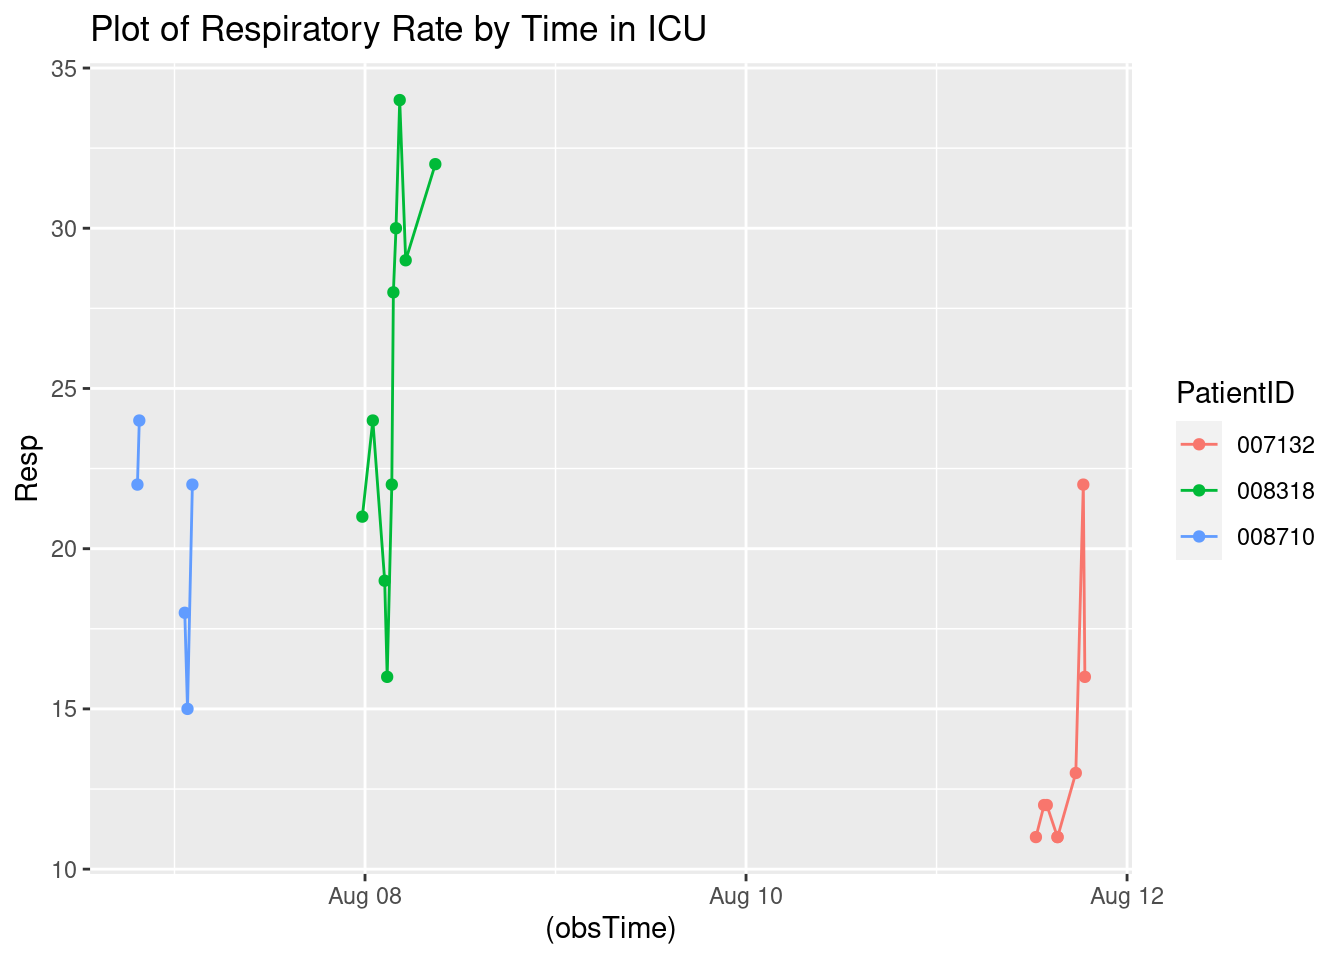 Plot of Respiratory Rate by Time in ICU
35
30
25
20
15
10
Resp
Aug 08
Aug 10
Aug 12
(obsTime)
PatientID
007132
008318
008710